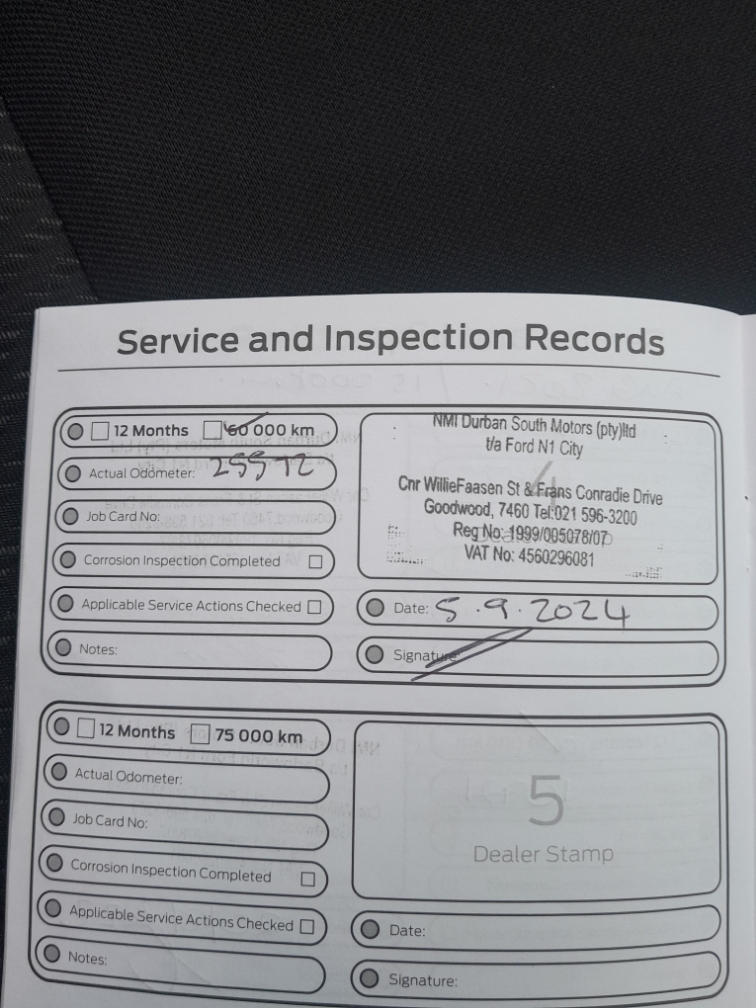 Service and Inspection Records
12 Months 60 000 km
Actual Odometer: 25572
Job Card No:
Corrosion Inspection Completed
Applicable Service Actions Checked
Notes:
NMI Durban South Motors (pty)ltd
t/a Ford N1 City
Cnr WillieFaasen St & Frans Conradie Drive
Goodwood, 7460 Tel:021 596-3200
Reg No: 1999/005078/07
VAT No: 4560296081
4
Date: 5.9.2024
Signature:
12 Months 75 000 km
Actual Odometer:
Job Card No:
Corrosion Inspection Completed
Applicable Service Actions Checked
Notes:
5
Dealer Stamp
Date:
Signature: